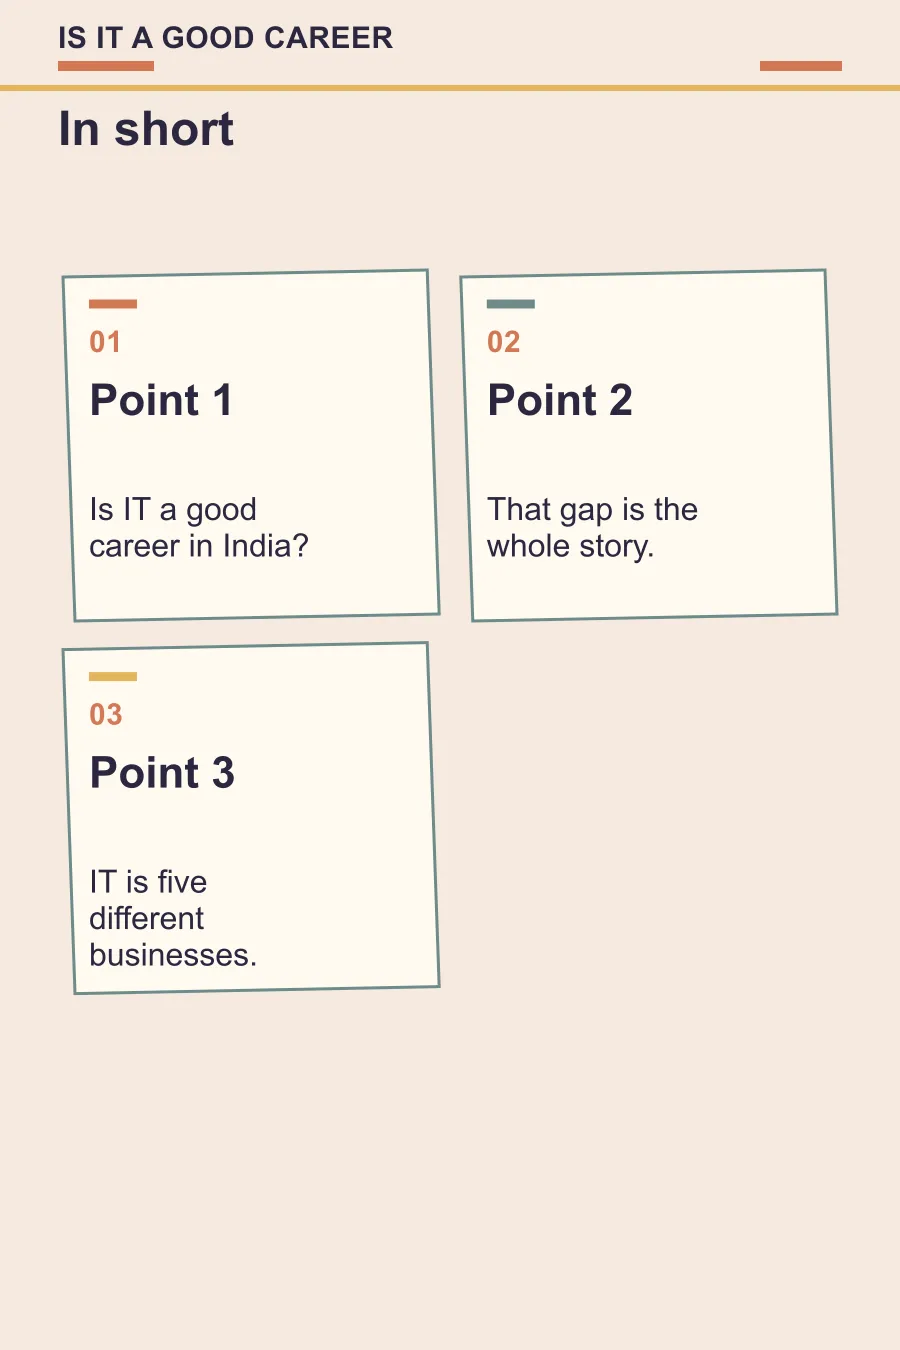 IS IT A GOOD CAREER
In short
01
Point 1
Is IT a good
career in India?
02
Point 2
That gap is the
whole story.
03
Point 3
IT is five
different
businesses.